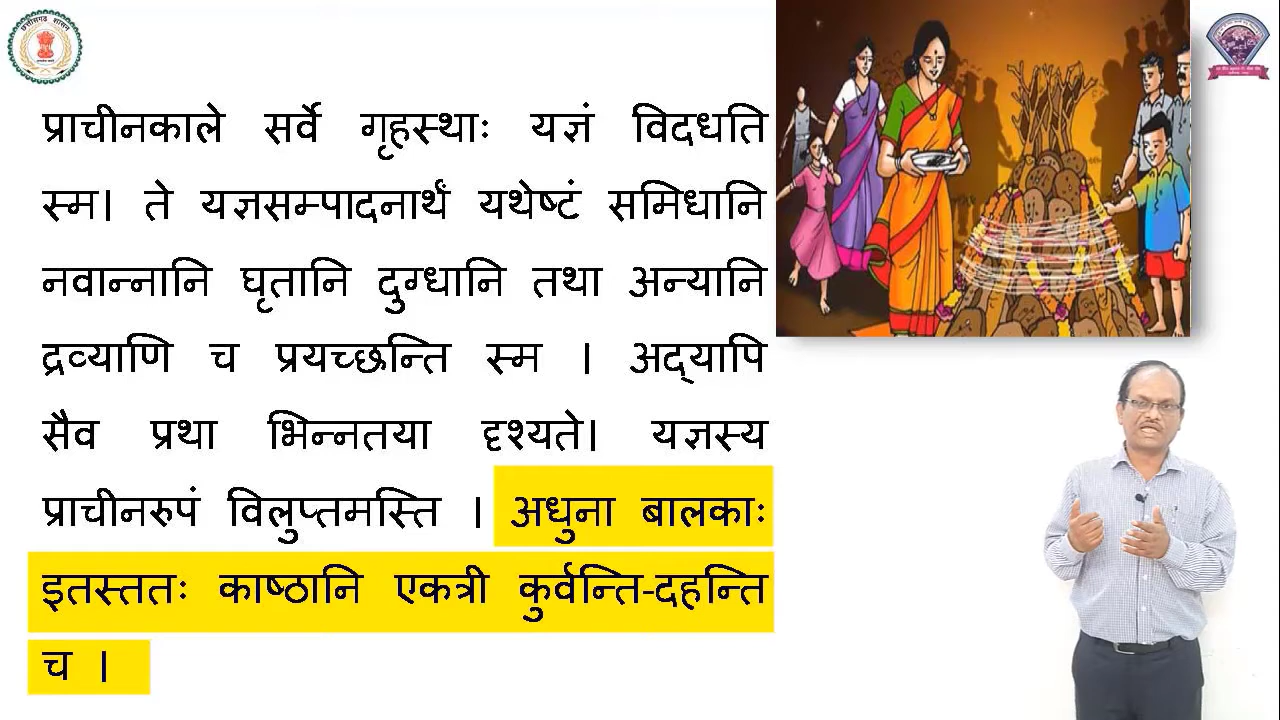 प्राचीनकाले सर्वे गृहस्थाः यज्ञं विदधति
स्म। ते यज्ञसम्पादनार्थं यथेष्टं समिधानि
नवान्नानि घृतानि दुग्धानि तथा अन्यानि
द्रव्याणि च प्रयच्छन्ति स्म । अद्यापि
सैव प्रथा भिन्नतया दृश्यते। यज्ञस्य
प्राचीनरुपं विलुप्तमस्ति । अधुना बालकाः
इतस्ततः काष्ठानि एकत्री कुर्वन्ति-दहन्ति
च ।